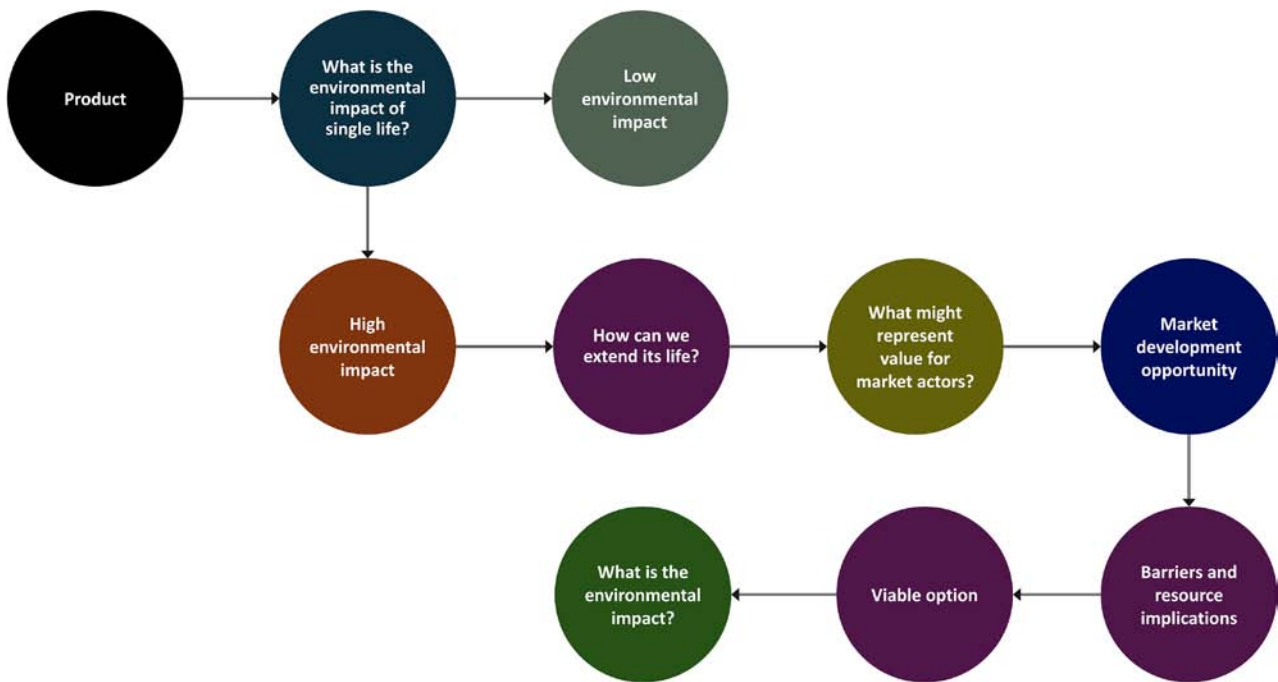 Product
What is the
environmental
impact of
single life?
Low
environmental
impact
High
environmental
impact
How can we
extend its life?
What might
represent
value for
market actors?
Market
development
opportunity
What is the
environmental
impact?
Viable option
Barriers and
resource
implications